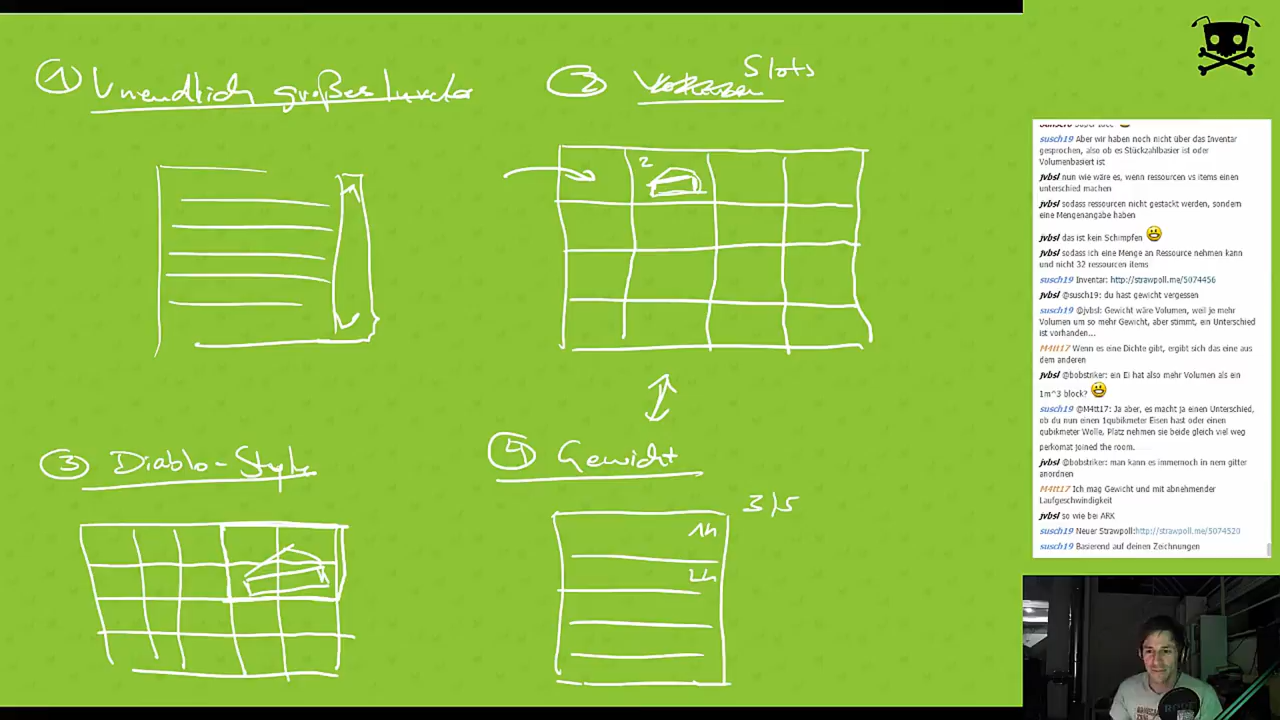 ① Unendlich großes
② Slots
2
③ Diablo-Style
④ Gewicht
3/5
susch19 Aber wir haben noch nicht über das Inventar
gesprochen, also ob es Stückzahlbasier ist oder
Volumenbasiert ist
jvbsl nun wie wäre es, wenn ressourcen vs items einen
unterschied machen
jvbsl sodass ressourcen nicht gestackt werden, sondern
eine Mengenangabe haben
jvbsl das ist kein Schimpfen
jvbsl sodass ich eine Menge an Ressource nehmen kann
und nicht 32 ressourcen items
susch19 Inventar: http://strawpoll.me/5074456
jvbsl @susch19: du hast gewicht vergessen
susch19 @jvbsl: Gewicht wäre Volumen, weil je mehr
Volumen um so mehr Gewicht, aber stimmt, ein Unterschied
ist vorhanden...
M4tt17 Wenn es eine Dichte gibt, ergibt sich das eine aus
dem anderen
jvbsl @bobstriker: ein Ei hat also mehr Volumen als ein
1m^3 block?
susch19 @M4tt17: Ja aber, es macht ja einen Unterschied,
ob du nun einen 1qubikmeter Eisen hast oder einen
qubikmeter Wolle, Platz nehmen sie beide gleich viel weg
perkomat joined the room.
jvbsl @bobstriker: man kann es immernoch in nem gitter
anordnen
M4tt17 Ich mag Gewicht und mit abnehmender
Laufgeschwindigkeit
jvbsl so wie bei ARK
susch19 Neuer Strawpoll:http://strawpoll.me/5074520
susch19 Basierend auf deinen Zeichnungen